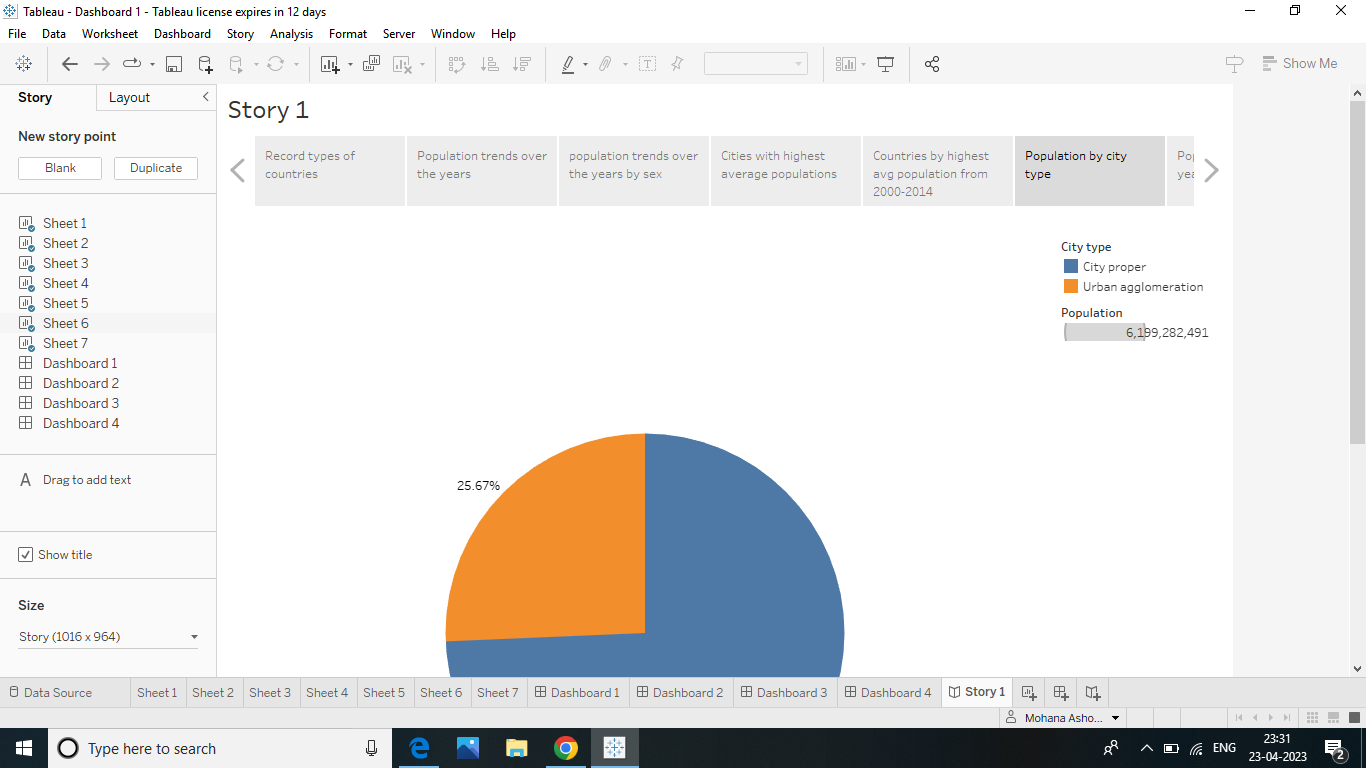 Tableau - Dashboard 1 - Tableau license expires in 12 days
File Data Worksheet Dashboard Story Analysis Format Server Window Help
Show Me
Story Layout
New story point
Blank Duplicate
Sheet 1
Sheet 2
Sheet 3
Sheet 4
Sheet 5
Sheet 6
Sheet 7
Dashboard 1
Dashboard 2
Dashboard 3
Dashboard 4
A Drag to add text
Show title
Size
Story (1016 x 964)
Story 1
Record types of
countries
Population trends over
the years
population trends over
the years by sex
Cities with highest
average populations
Countries by highest
avg population from
2000-2014
Population by city
type
City type
City proper
Urban agglomeration
Population
6,199,282,491
25.67%
Data Source Sheet 1 Sheet 2 Sheet 3 Sheet 4 Sheet 5 Sheet 6 Sheet 7 Dashboard 1 Dashboard 2 Dashboard 3 Dashboard 4 Story 1
Mohana Asho...
Type here to search
ENG
23:31
23-04-2023
2